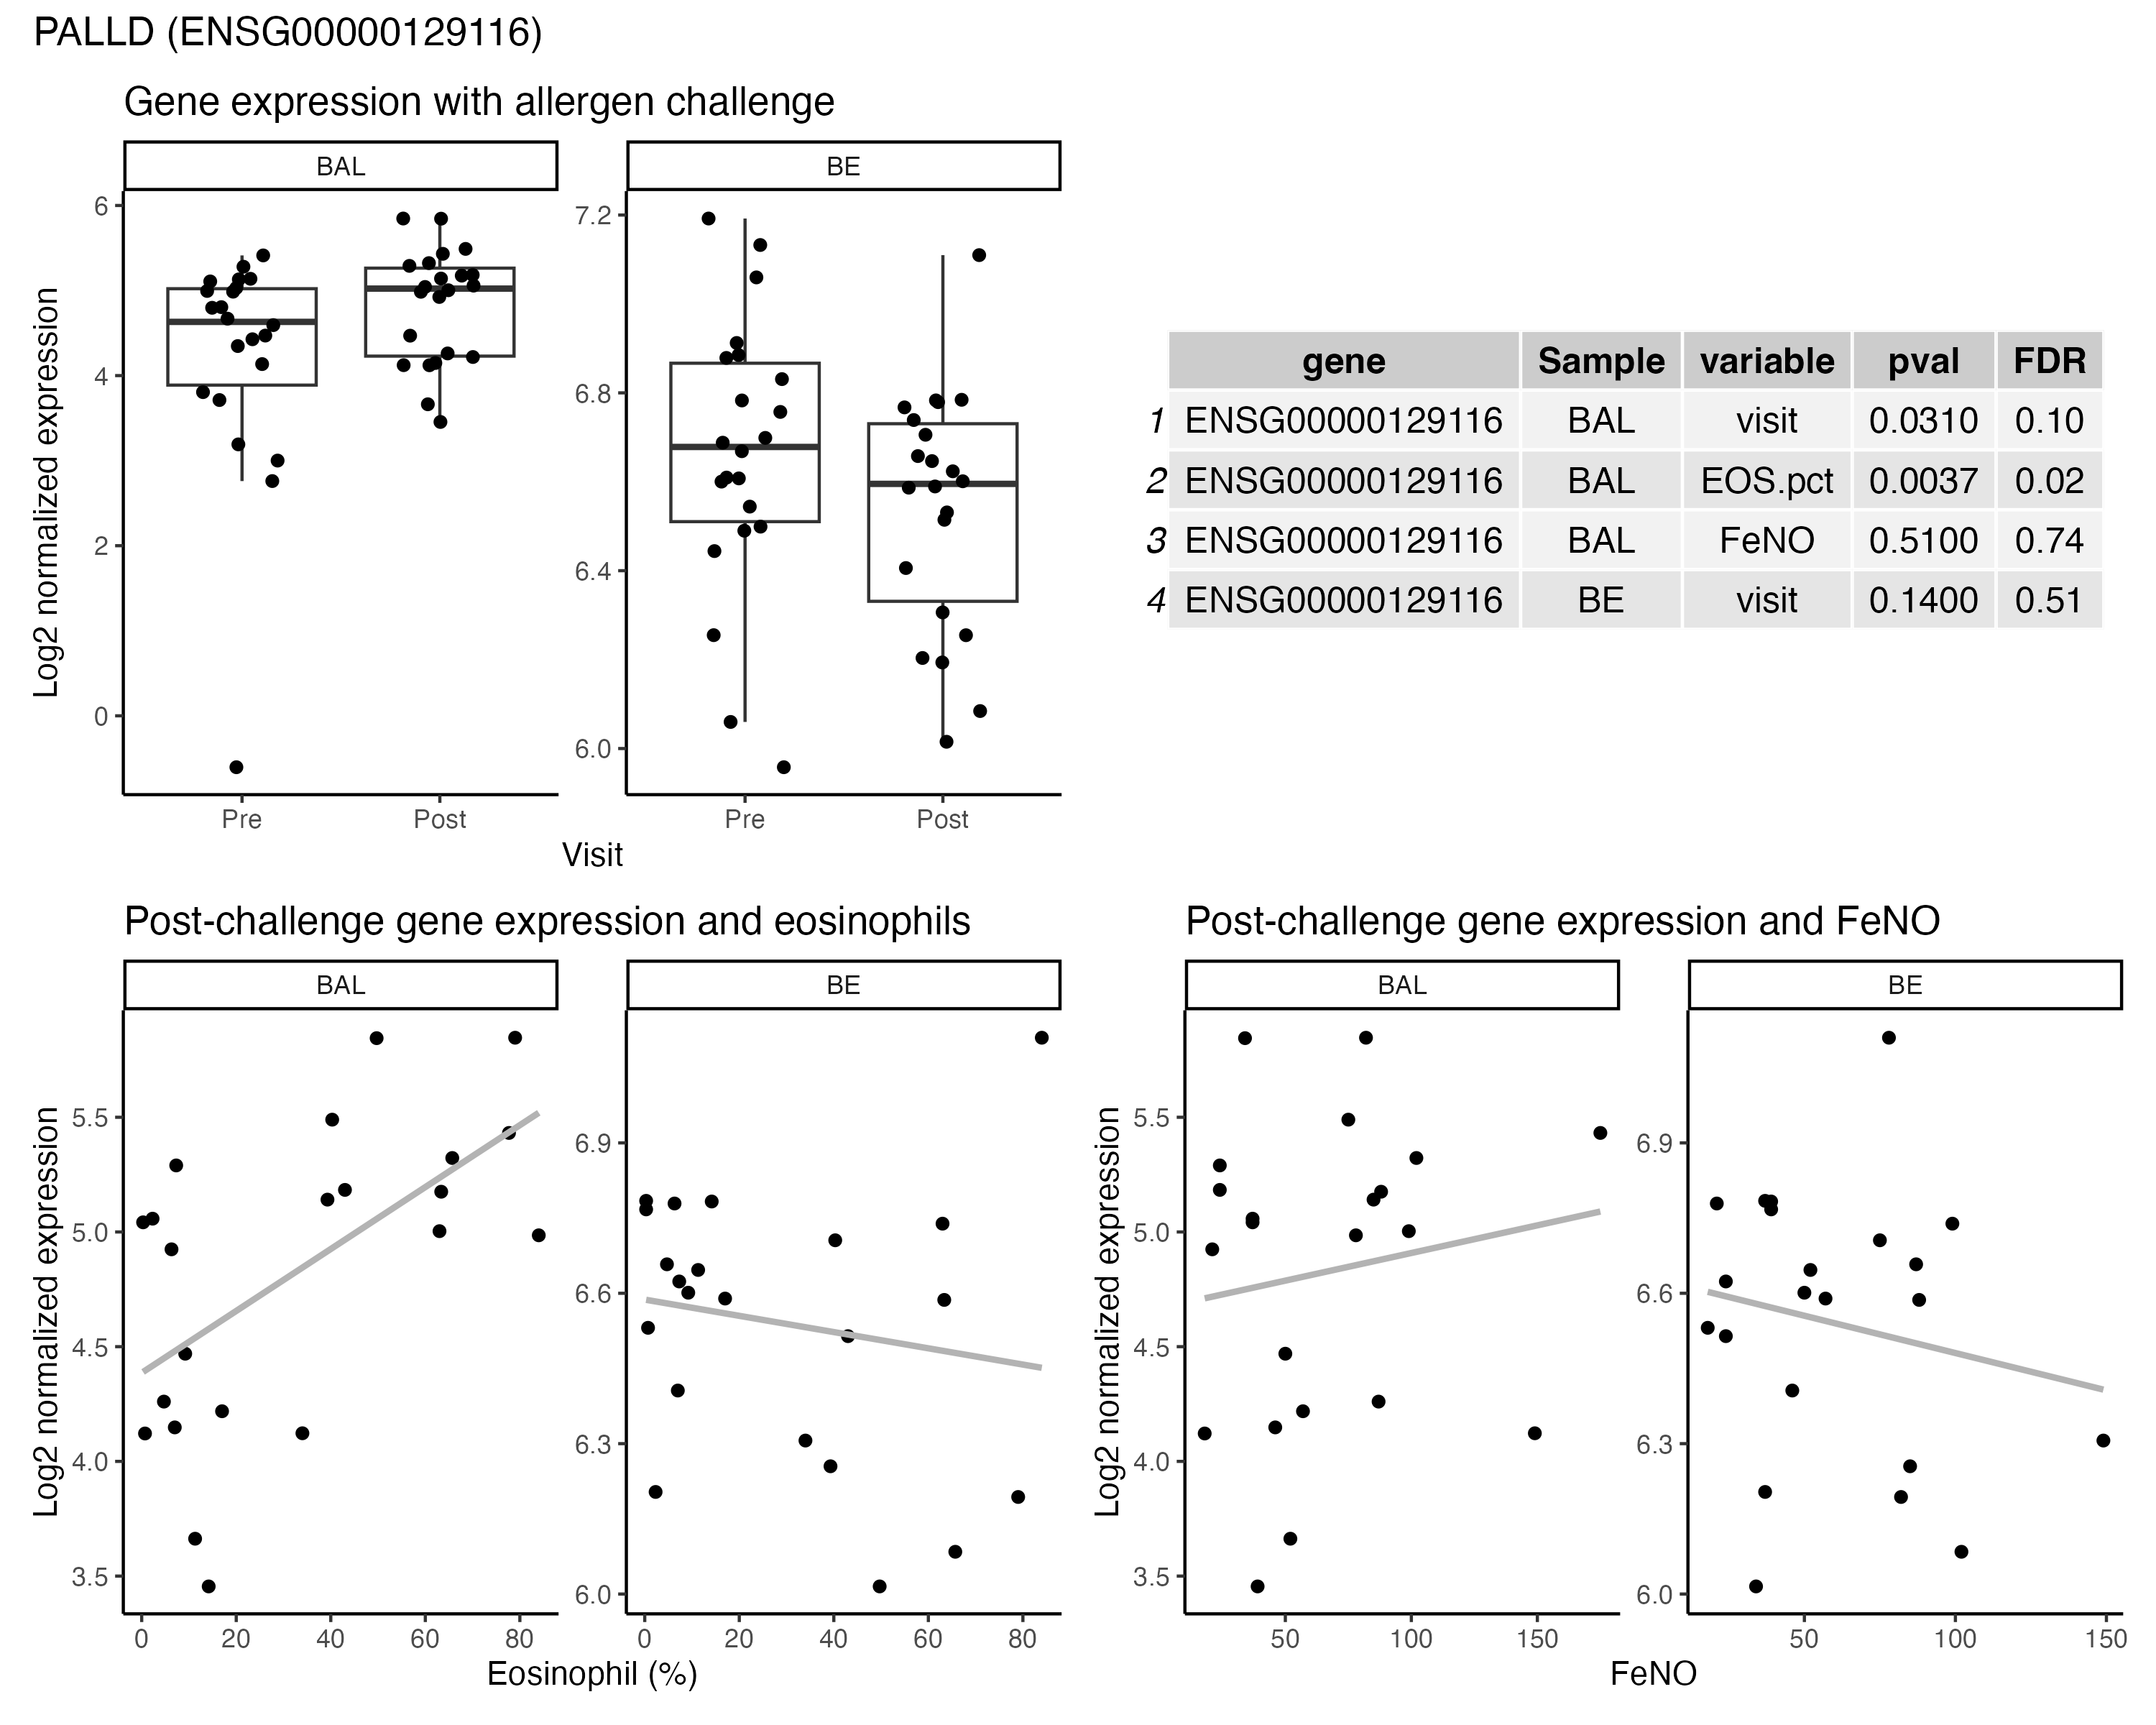 PALLD (ENSG00000129116)
Gene expression with allergen challenge
BAL
BE
Log2 normalized expression
6
4
2
0
7.2
6.8
6.4
6.0
Pre
Post
Pre
Post
Visit
gene Sample variable pval FDR
1 ENSG00000129116 BAL visit 0.0310 0.10
2 ENSG00000129116 BAL EOS.pct 0.0037 0.02
3 ENSG00000129116 BAL FeNO 0.5100 0.74
4 ENSG00000129116 BE visit 0.1400 0.51
Post-challenge gene expression and eosinophils
BAL
BE
Log2 normalized expression
5.5
5.0
4.5
4.0
3.5
6.9
6.6
6.3
6.0
0 20 40 60 80
0 20 40 60 80
Eosinophil (%)
Post-challenge gene expression and FeNO
BAL
BE
Log2 normalized expression
5.5
5.0
4.5
4.0
3.5
6.9
6.6
6.3
6.0
50 100 150
50 100 150
FeNO